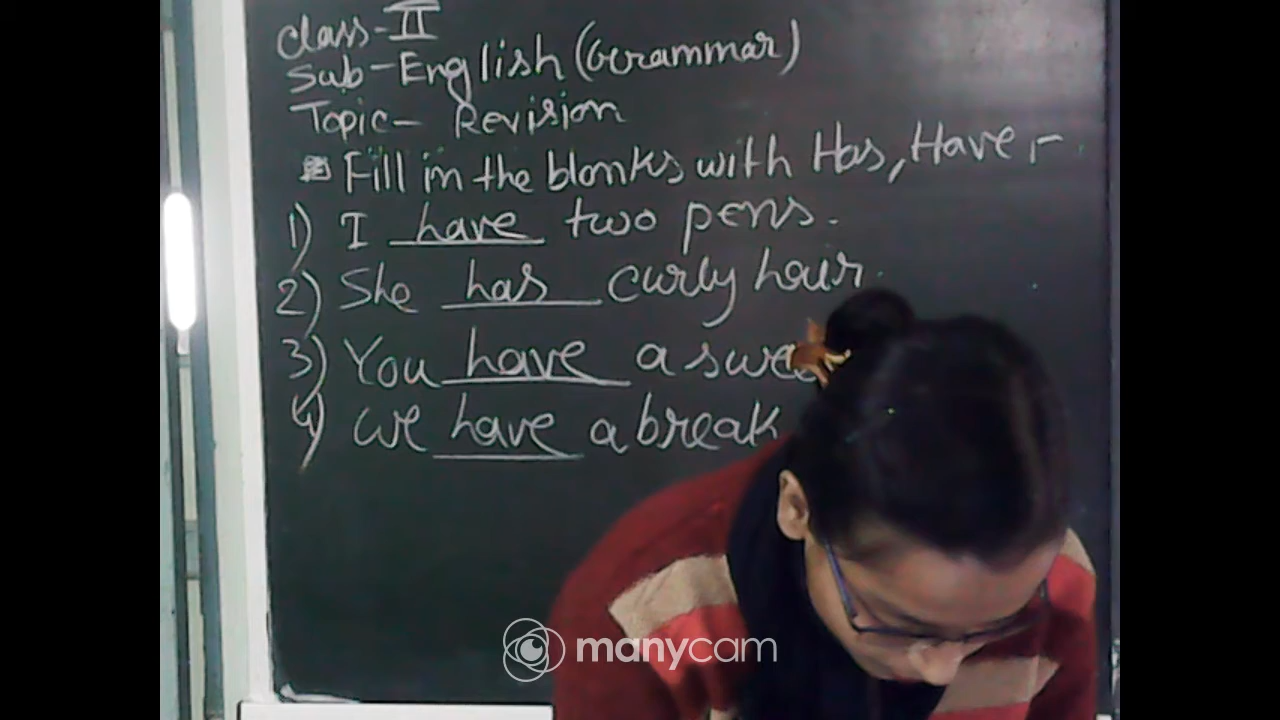 Class-II
Sub-English (Grammar)
Topic- Revision
Fill in the blanks with Has, Have,-
1) I have two pens.
2) She has curly hair.
3) You have a
4) We have a break
manycam